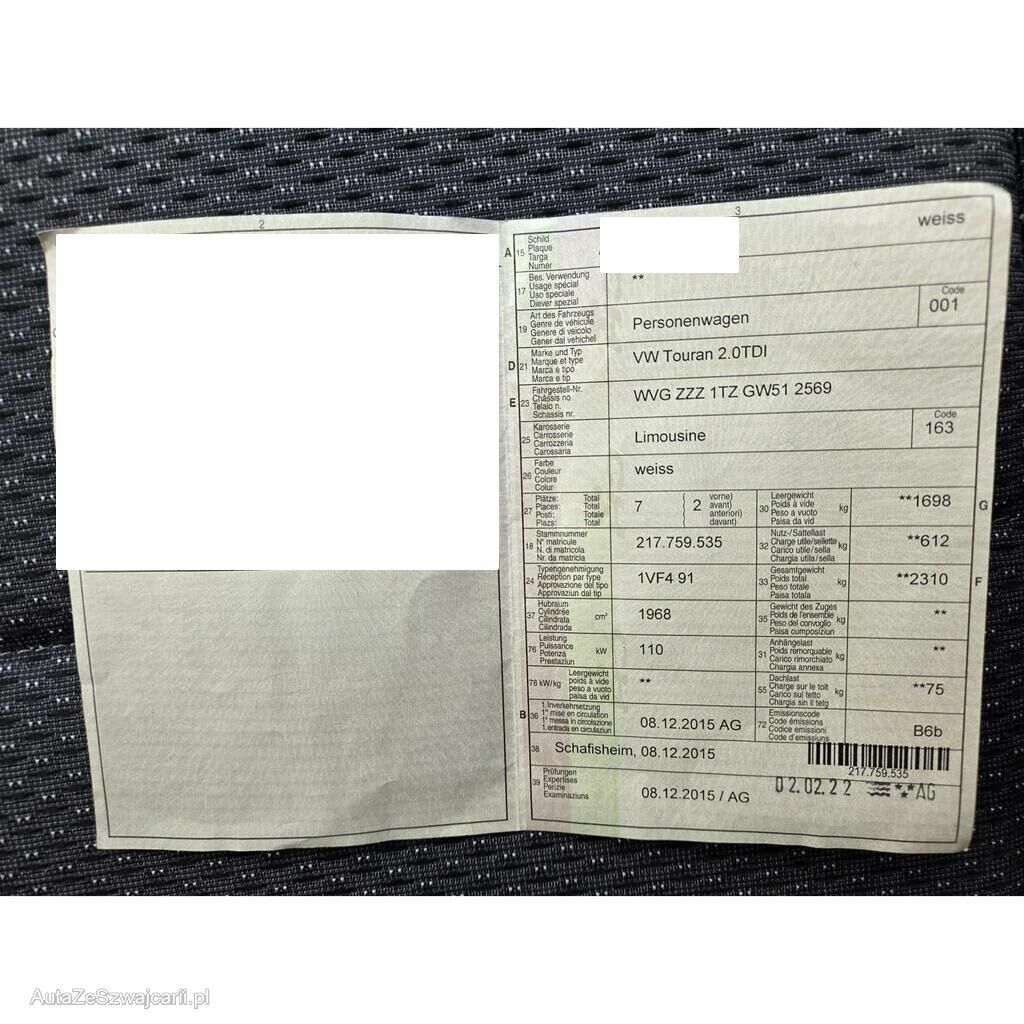 2
3
weiss
A 15 Schild
Plaque
Targa
Numer
17 Bes. Verwendung
Usage spécial
Uso speciale
Diever spezial
**
19 Art des Fahrzeugs
Genre de véhicule
Genere di veicolo
Gener dal vehichel
Personenwagen
Code
001
D 21 Marke und Typ
Marque et type
Marca e tipo
Marca e tip
VW Touran 2.0TDI
E 23 Fahrgestell-Nr.
Châssis no
Telaio n.
Schassis nr.
WVG ZZZ 1TZ GW51 2569
25 Karosserie
Carrosserie
Carrozzeria
Carossaria
Limousine
Code
163
26 Farbe
Couleur
Colore
Colur
weiss
27 Plätze: Total
Places: Total
Posti: Totale
Plazs: Total
7 ( 2 vorne)
avant)
anteriori)
davant)
30 Leergewicht
Poids à vide
Peso a vuoto
Paisa da vid
kg **1698 G
18 Stammnummer
N° matricule
N. di matricola
Nr. da matricla
217.759.535
32 Nutz-/Sattellast
Charge utile/sellette
Carico utile/sella
Chargia utila/sella
kg **612
24 Typengenehmigung
Réception par type
Approvazione del tipo
Approvaziun dal tip
1VF4 91
33 Gesamtgewicht
Poids total
Peso totale
Paisa totala
kg **2310 F
37 Hubraum
Cylindrée
Cilindrata
Cilindrada
cm³ 1968
35 Gewicht des Zuges
Poids de l'ensemble
Peso del convoglio
Paisa cumposiziun
kg **
76 Leistung
Puissance
Potenza
Prestaziun
kW 110
31 Anhängelast
Poids remorquable
Carico rimorchiato
Chargia annexa
kg **
78 kW/kg Leergewicht
poids à vide
peso a vuoto
paisa da vid
**
55 Dachlast
Charge sur le toit
Carico sul tetto
Chargia sin il tetg
kg **75
B 36 1. Inverkehrsetzung
1re mise en circulation
1a messa in circolazione
1. entrada en circulaziun
08.12.2015 AG
72 Emissionscode
Code émissions
Codice emissioni
Code d'emissiuns
B6b
38 Schafisheim, 08.12.2015
217.759.535
39 Prüfungen
Expertises
Perizie
Examinaziuns
08.12.2015 / AG
02.02.22 AG
AutaZeSzwajcarii.pl